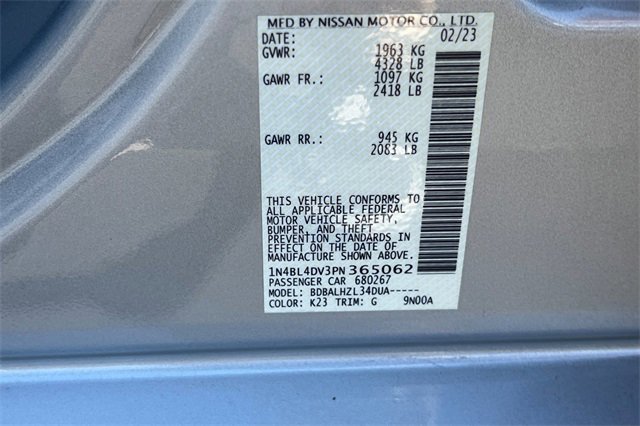 MFD BY NISSAN MOTOR CO., LTD.
DATE: 02/23
GVWR: 1963 KG
4328 LB
GAWR FR.: 1097 KG
2418 LB
GAWR RR.: 945 KG
2083 LB
THIS VEHICLE CONFORMS TO
ALL APPLICABLE FEDERAL
MOTOR VEHICLE SAFETY,
BUMPER, AND THEFT
PREVENTION STANDARDS IN
EFFECT ON THE DATE OF
MANUFACTURE SHOWN ABOVE.
1N4BL4DV3PN365062
PASSENGER CAR 680267
MODEL: BDBALHZL34DUA-----
COLOR: K23 TRIM: G 9N00A